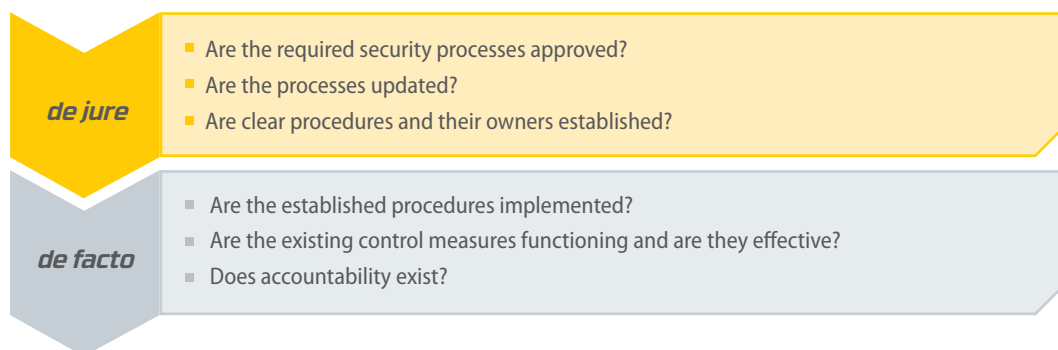 de jure
Are the required security processes approved?
Are the processes updated?
Are clear procedures and their owners established?
de facto
Are the established procedures implemented?
Are the existing control measures functioning and are they effective?
Does accountability exist?